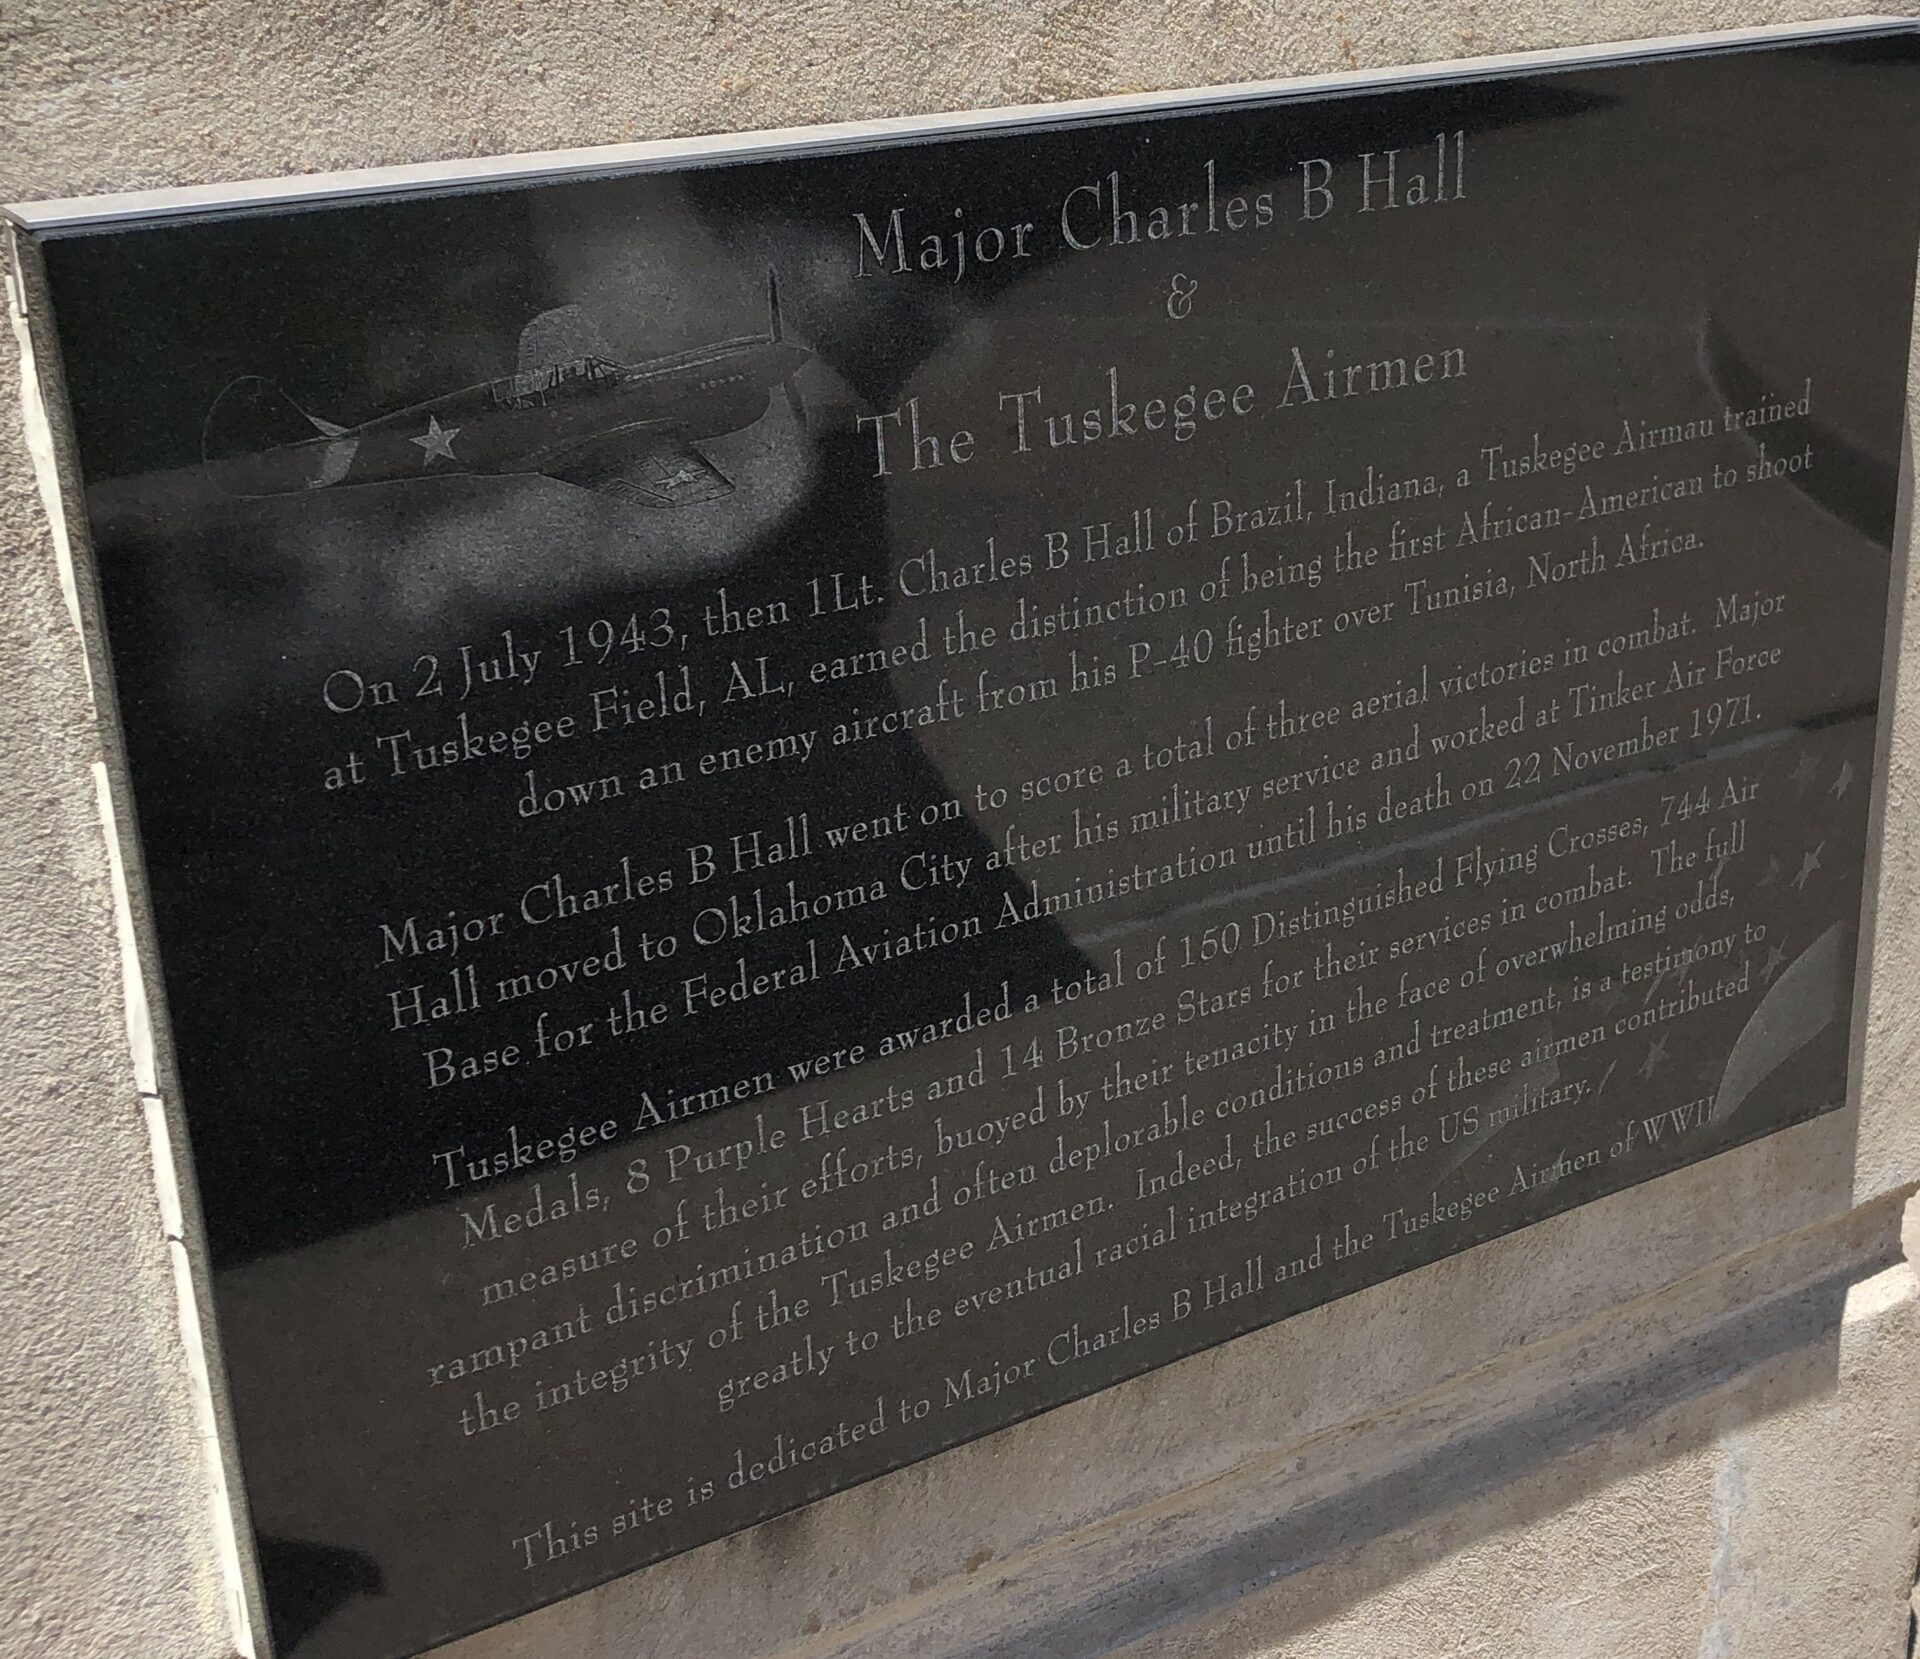 Major Charles B Hall
&
The Tuskegee Airmen
On 2 July 1943, then 1Lt. Charles B Hall of Brazil, Indiana, a Tuskegee Airmau trained
at Tuskegee Field, AL, earned the distinction of being the first African-American to shoot
down an enemy aircraft from his P-40 fighter over Tunisia, North Africa.
Major Charles B Hall went on to score a total of three aerial victories in combat. Major
Hall moved to Oklahoma City after his military service and worked at Tinker Air Force
Base for the Federal Aviation Administration until his death on 22 November 1971.
Tuskegee Airmen were awarded a total of 150 Distinguished Flying Crosses, 744 Air
Medals, 8 Purple Hearts and 14 Bronze Stars for their services in combat. The full
measure of their efforts, buoyed by their tenacity in the face of overwhelming odds,
rampant discrimination and often deplorable conditions and treatment, is a testimony to
the integrity of the Tuskegee Airmen. Indeed, the success of these airmen contributed
greatly to the eventual racial integration of the US military.
This site is dedicated to Major Charles B Hall and the Tuskegee Airmen of WWII.